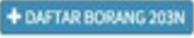 + DAFTAR BORANG 203N